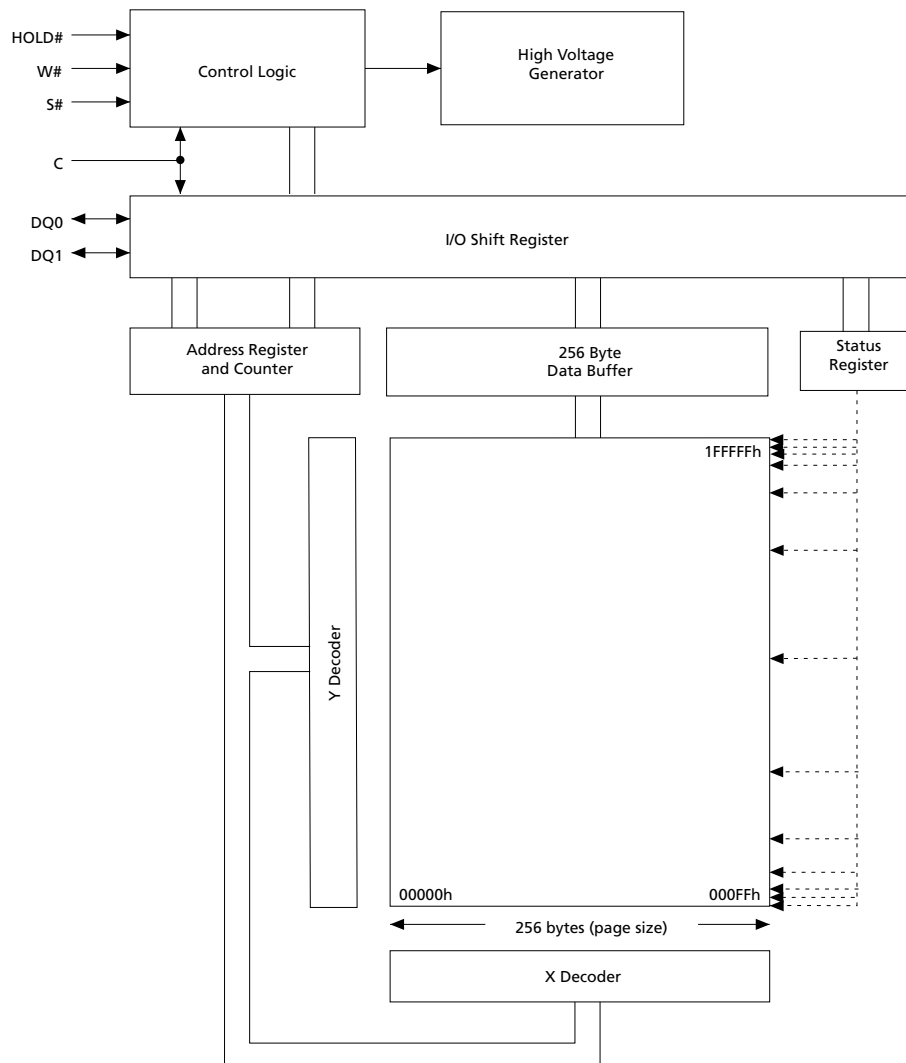 HOLD#
W#
S#
Control Logic
High Voltage
Generator
C
DQ0
DQ1
I/O Shift Register
Address Register
and Counter
256 Byte
Data Buffer
Status
Register
1FFFFFh
Y Decoder
00000h
000FFh
256 bytes (page size)
X Decoder